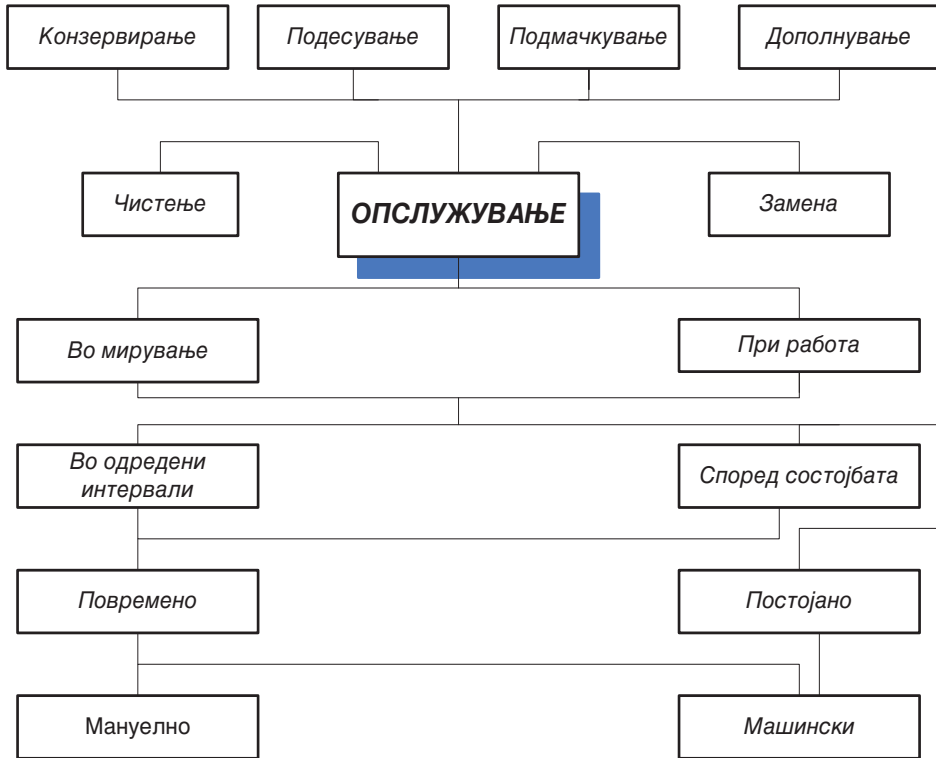 Конзервирање
Подесување
Подмачкување
Дополнување
Чистење
ОПСЛУЖУВАЊЕ
Замена
Во мирување
При работа
Во одредени
интервали
Според состојбата
Повремено
Постојано
Мануелно
Машински